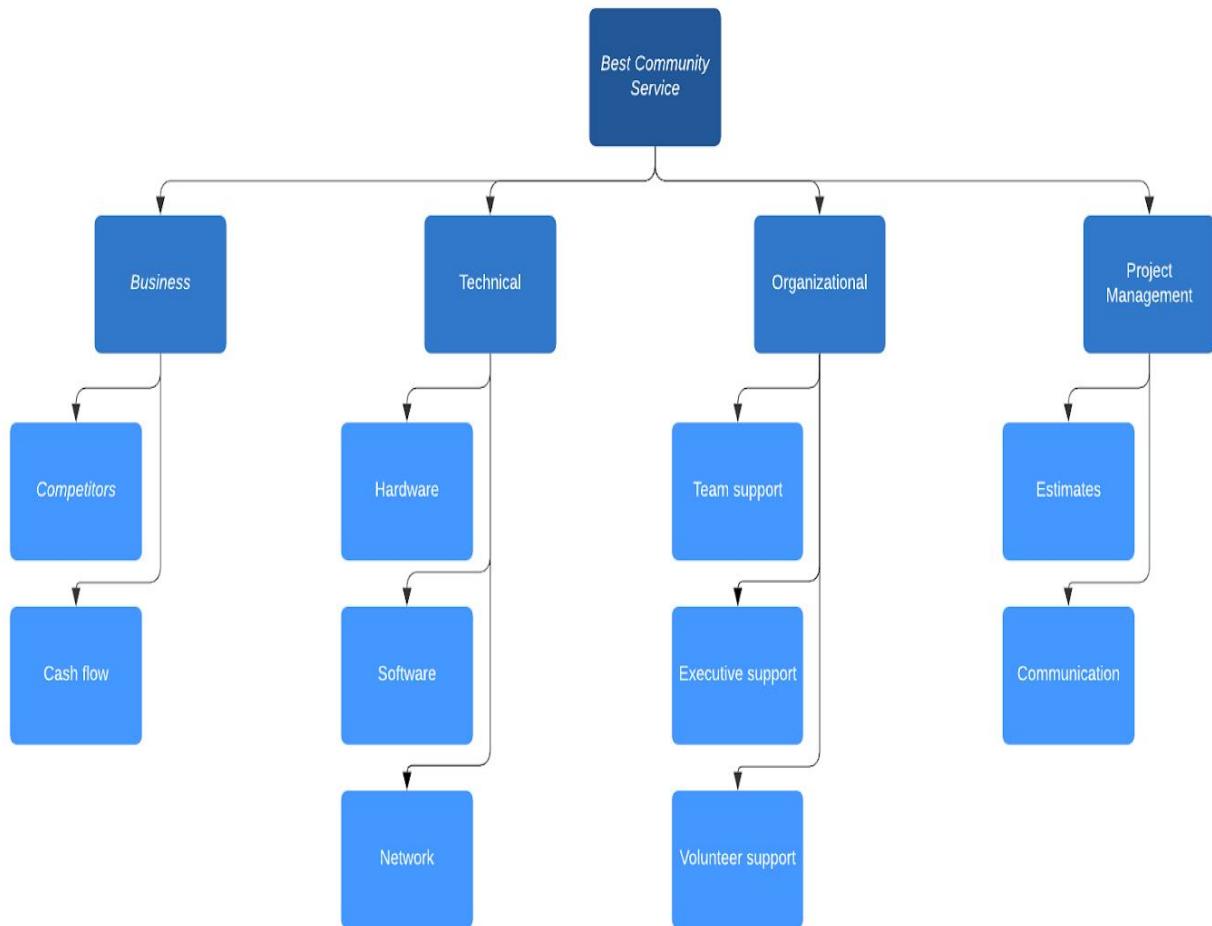 Best Community
Service
Business
Technical
Organizational
Project
Management
Competitors
Hardware
Team support
Estimates
Cash flow
Software
Executive support
Communication
Network
Volunteer support